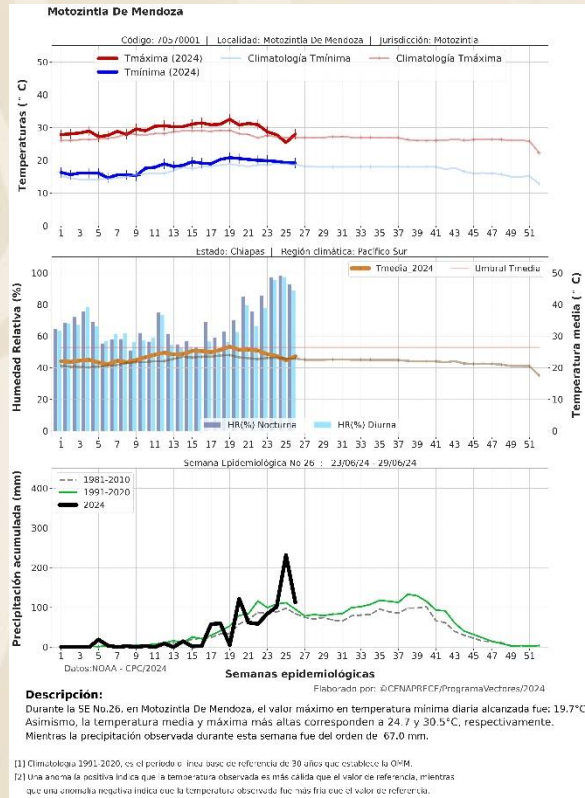 Motozintla De Mendoza
Código: 70570001 | Localidad: Motozintla De Mendoza | Jurisdicción: Motozintla
Tmáxima (2024)
Climatología Tmínima
Climatología Tmáxima
Tmínima (2024)
Temperaturas (° C)
50
40
30
20
10
0
1 3 5 7 9 11 13 15 17 19 21 23 25 27 29 31 33 35 37 39 41 43 45 47 49 51
Estado: Chiapas | Región climática: Pacífico Sur
Tmedia_2024
Umbral Tmedia
Humedad Relativa (%)
100
80
60
40
20
0
50
40
30
20
10
0
Temperatura media (° C)
HR(%) Nocturna
HR(%) Diurna
1 3 5 7 9 11 13 15 17 19 21 23 25 27 29 31 33 35 37 39 41 43 45 47 49 51
Semana Epidemiológica No 26 : 23/06/24 - 29/06/24
1981-2010
1991-2020
2024
Precipitación acumulada (mm)
400
300
200
100
0
1 3 5 7 9 11 13 15 17 19 21 23 25 27 29 31 33 35 37 39 41 43 45 47 49 51
Datos:NOAA - CPC/2024
Semanas epidemiológicas
Elaborado por: ©CENAPRECE/ProgramaVectores/2024
Descripción:
Durante la SE No.26, en Motozintla De Mendoza, el valor máximo en temperatura mínima diaria alcanzada fue: 19.7°C
Asimismo, la temperatura media y máxima más altas corresponden a 24.7 y 30.5°C, respectivamente.
Mientras la precipitación observada durante esta semana fue del orden de 67.0 mm.
[1] Climatología 1991-2020, es el periodo o línea base de referencia de 30 años que establece la OMM.
[2] Una anomalía positiva indica que la temperatura observada es más cálida que el valor de referencia, mientras
que una anomalía negativa indica que la temperatura observada fue más fría que el valor de referencia.